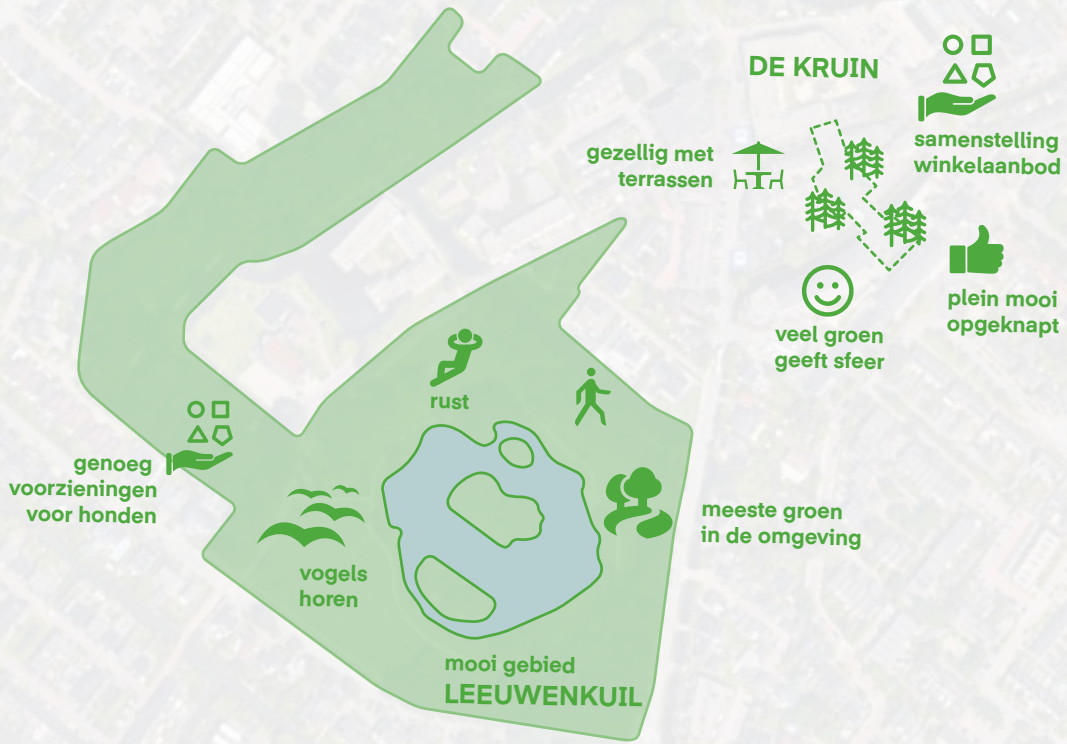 DE KRUIN
samenstelling
winkelaanbod
gezellig met
terrassen
plein mooi
opgeknapt
veel groen
geeft sfeer
rust
genoeg
voorzieningen
voor honden
meeste groen
in de omgeving
vogels
horen
mooi gebied
LEEUWENKUIL